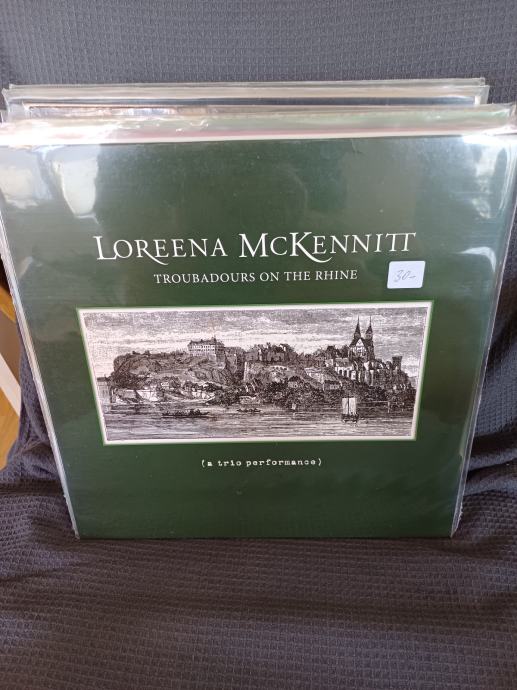 LOREENA MCKENNITT
TROUBADOURS ON THE RHINE
30-
(a trio performance)